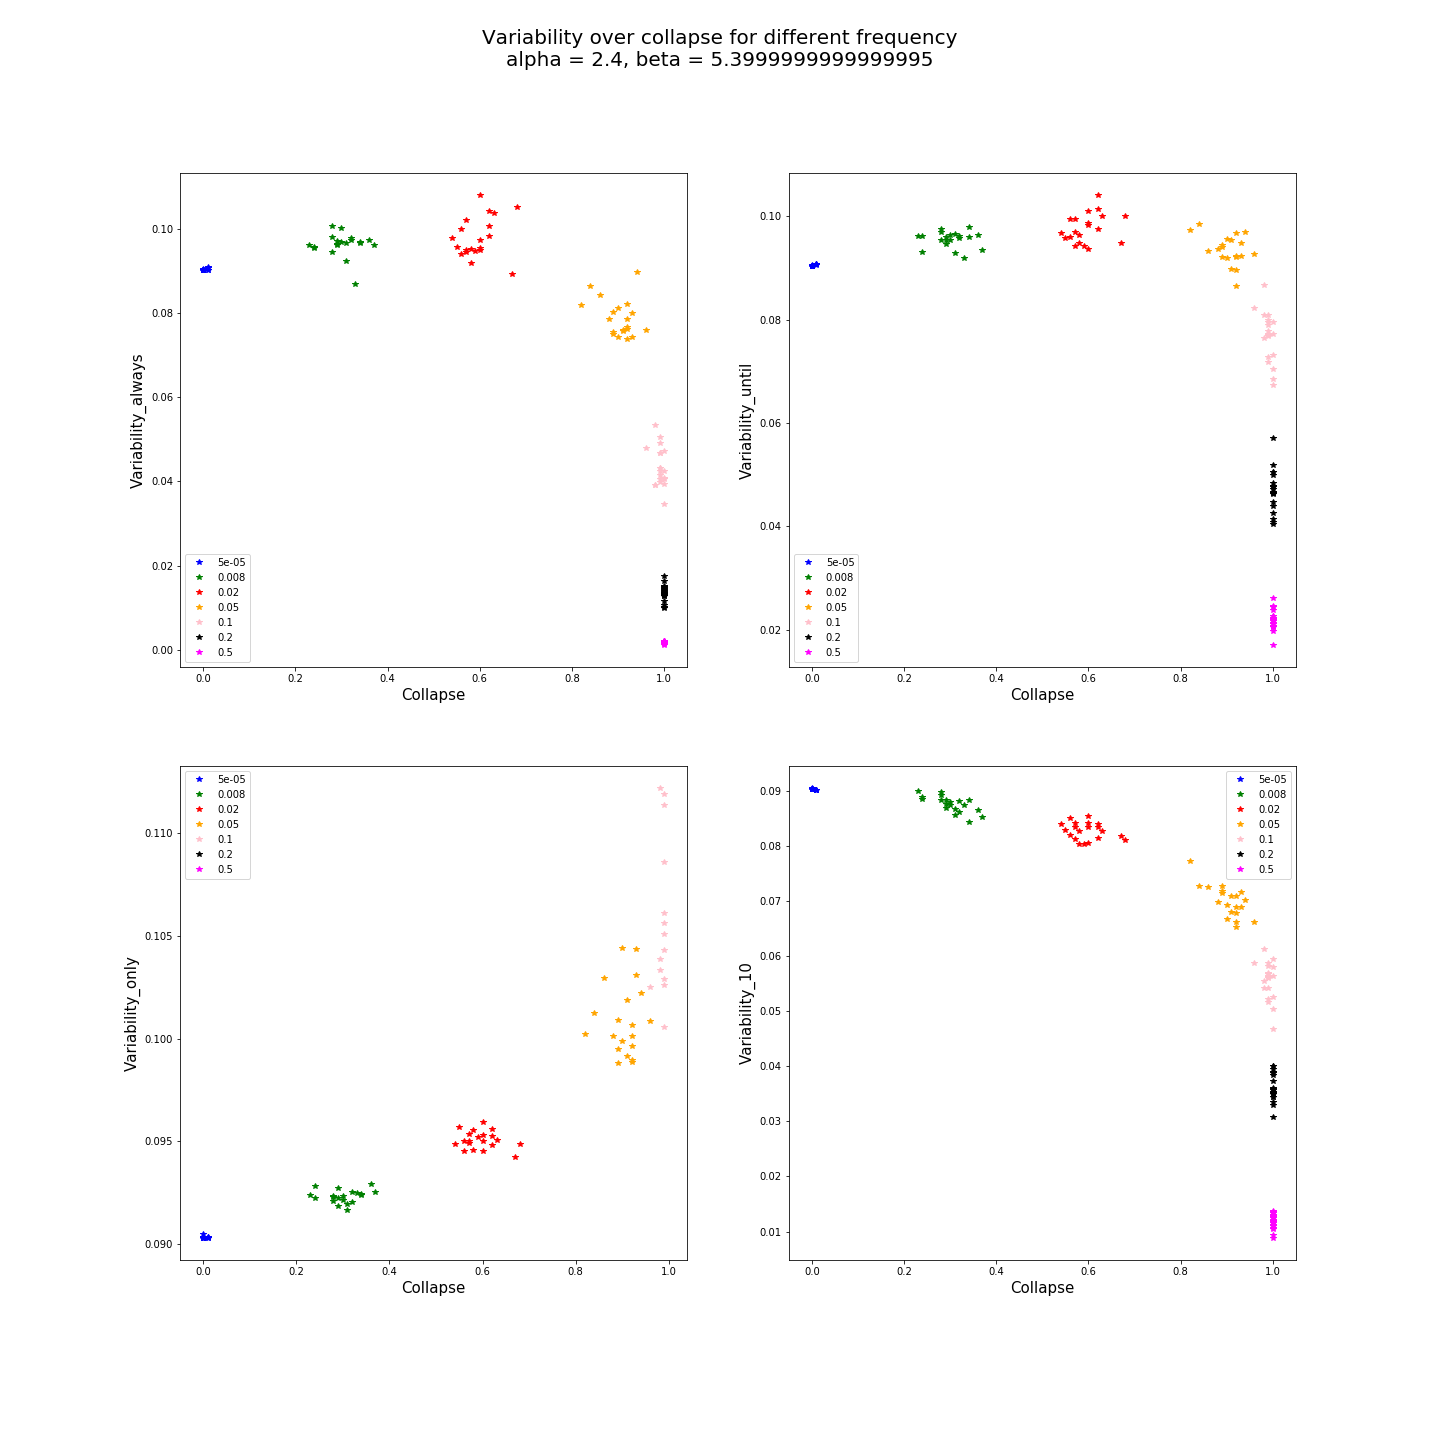 Variability over collapse for different frequency
alpha = 2.4, beta = 5.3999999999999995
Variability_always
0.10
0.08
0.06
0.04
0.02
0.00
5e-05
0.008
0.02
0.05
0.1
0.2
0.5
0.0 0.2 0.4 0.6 0.8 1.0
Collapse
Variability_until
0.10
0.08
0.06
0.04
0.02
5e-05
0.008
0.02
0.05
0.1
0.2
0.5
0.0 0.2 0.4 0.6 0.8 1.0
Collapse
Variability_only
0.110
0.105
0.100
0.095
0.090
5e-05
0.008
0.02
0.05
0.1
0.2
0.5
0.0 0.2 0.4 0.6 0.8 1.0
Collapse
Variability_10
0.09
0.08
0.07
0.06
0.05
0.04
0.03
0.02
0.01
5e-05
0.008
0.02
0.05
0.1
0.2
0.5
0.0 0.2 0.4 0.6 0.8 1.0
Collapse